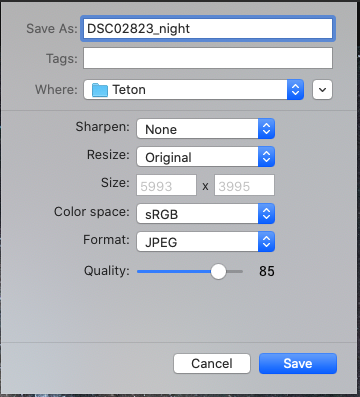 Save As: DSC02823_night
Tags:
Where: Teton
Sharpen: None
Resize: Original
Size: 5993 x 3995
Color space: sRGB
Format: JPEG
Quality: 85
Cancel Save